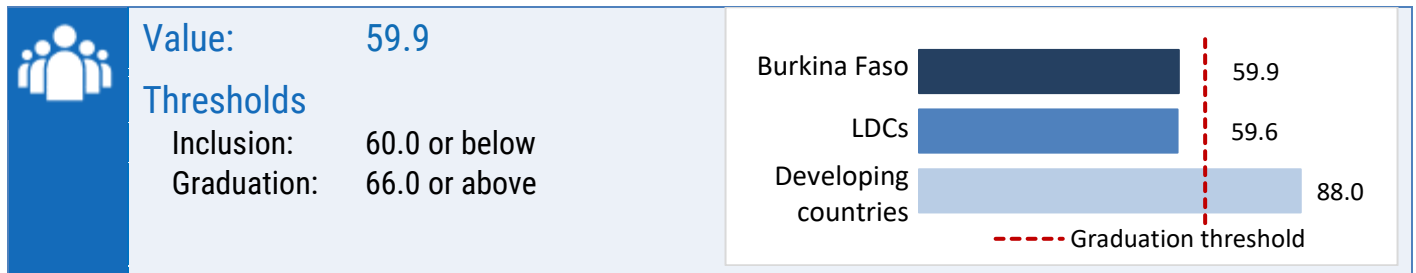 Value: 59.9
Thresholds
Inclusion: 60.0 or below
Graduation: 66.0 or above
Burkina Faso 59.9
LDCs 59.6
Developing
countries 88.0
Graduation threshold